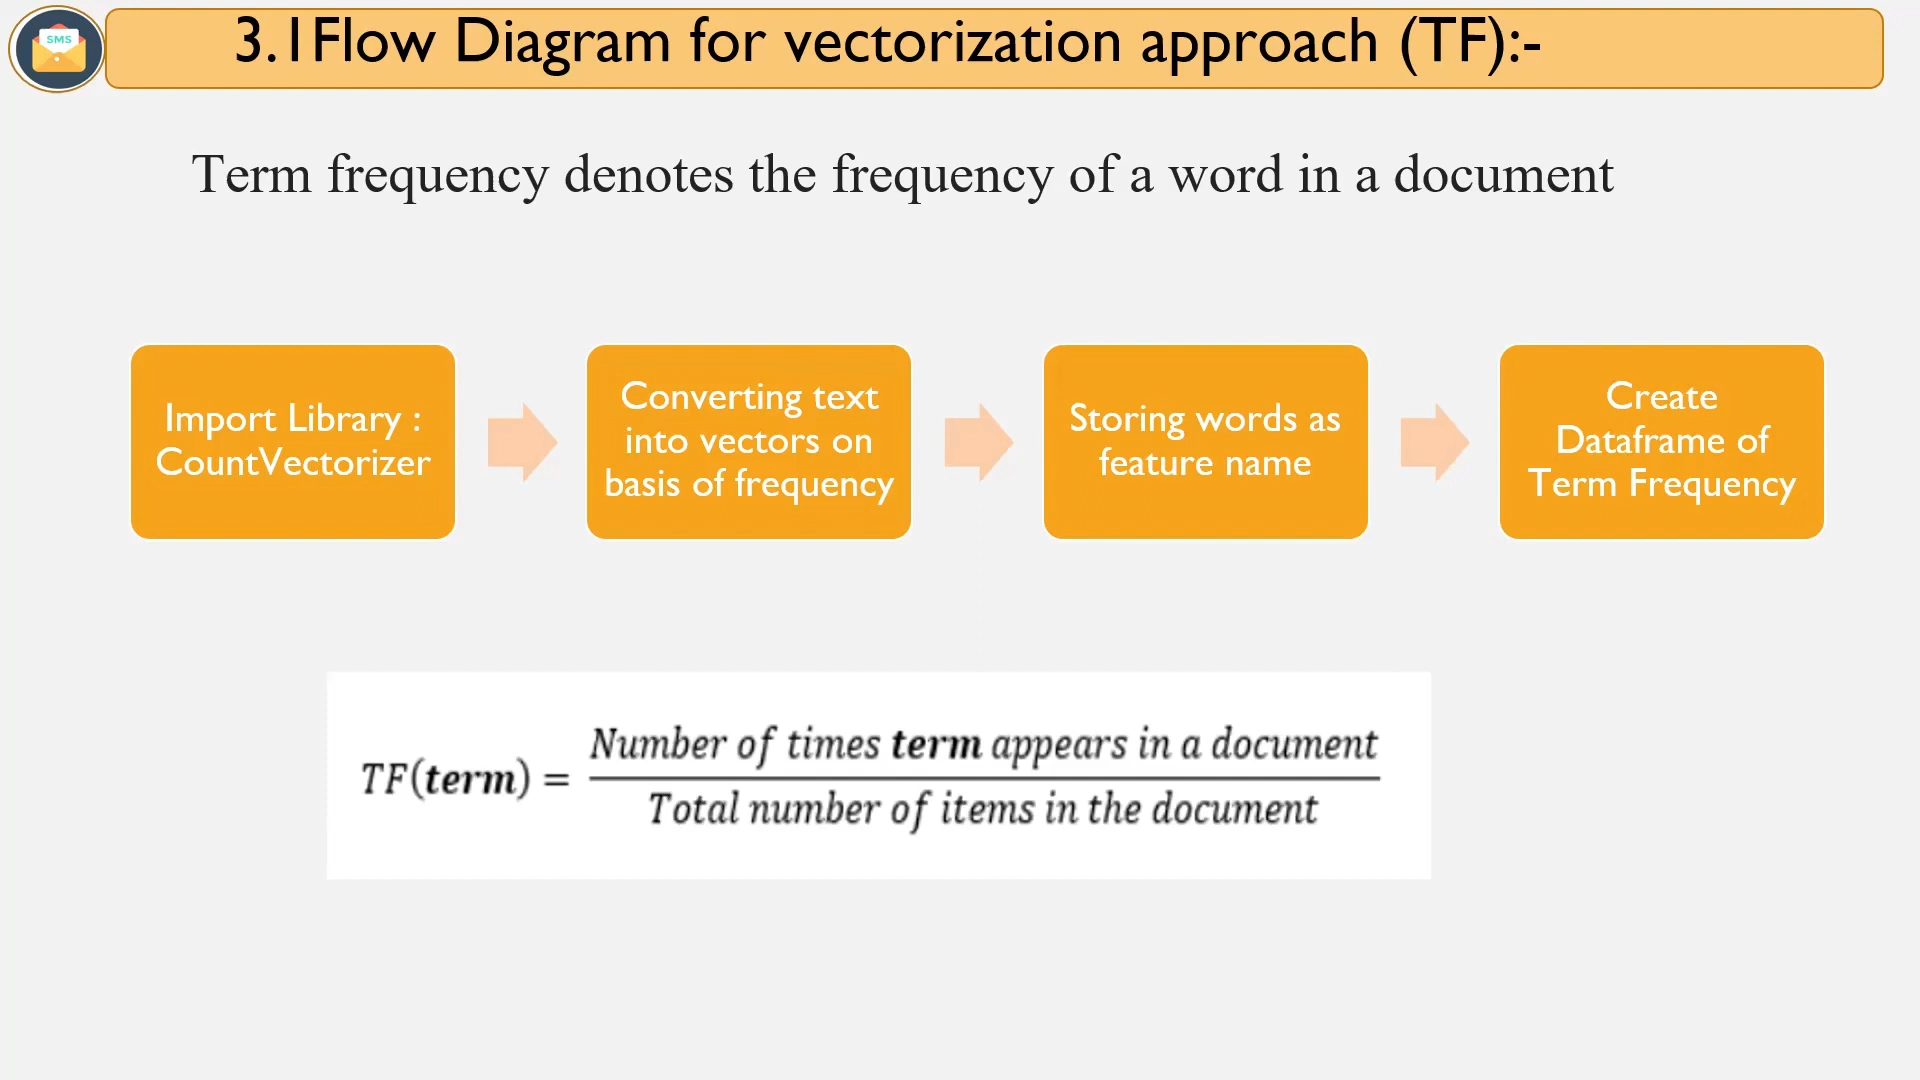 SMS
3.1Flow Diagram for vectorization approach (TF):-
Term frequency denotes the frequency of a word in a document
Import Library :
CountVectorizer
Converting text
into vectors on
basis of frequency
Storing words as
feature name
Create
Dataframe of
Term Frequency
TF(term) = Number of times term appears in a document
Total number of items in the document